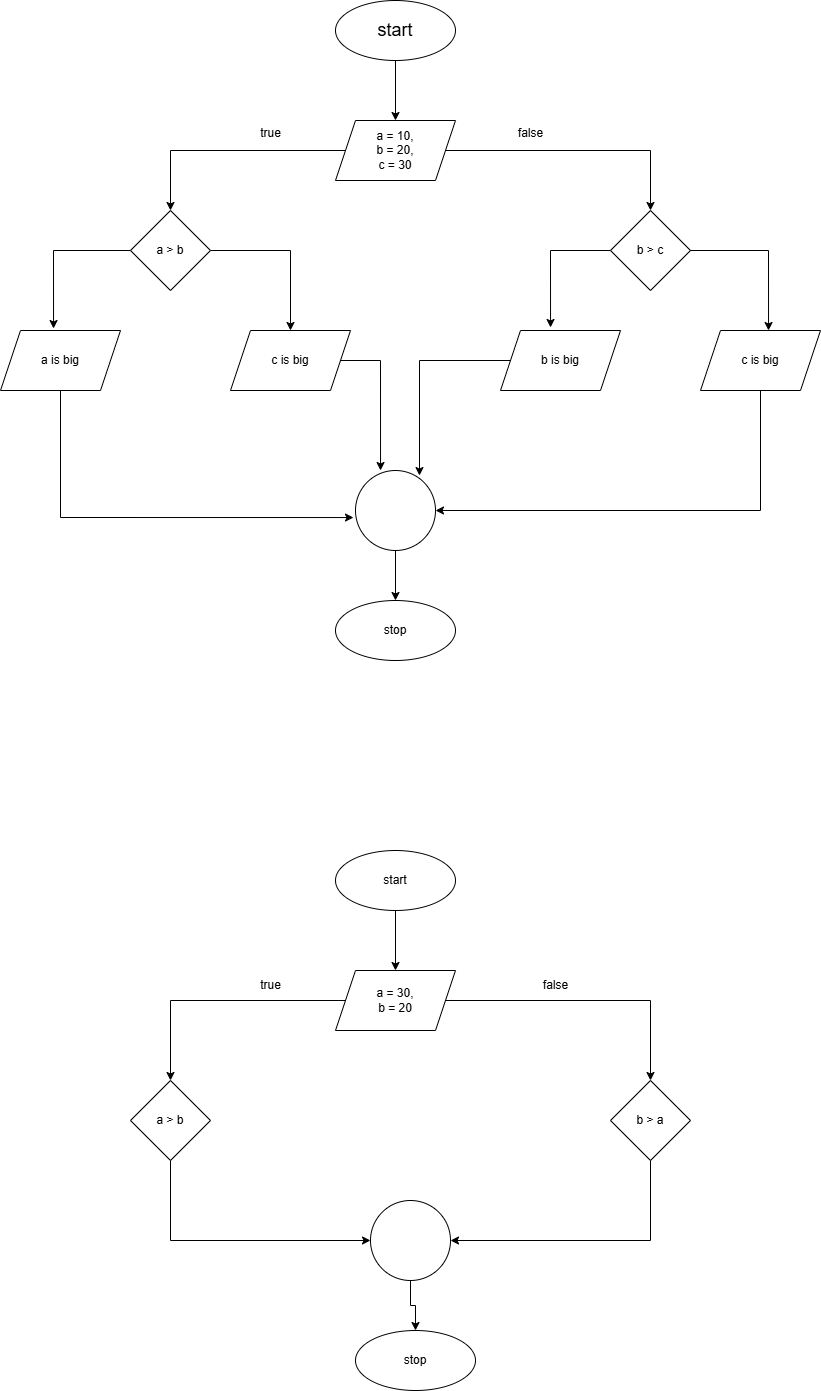 start
true
a = 10,
b = 20,
c = 30
false
a > b
b > c
a is big
c is big
b is big
c is big
stop
start
true
a = 30,
b = 20
false
a > b
b > a
stop